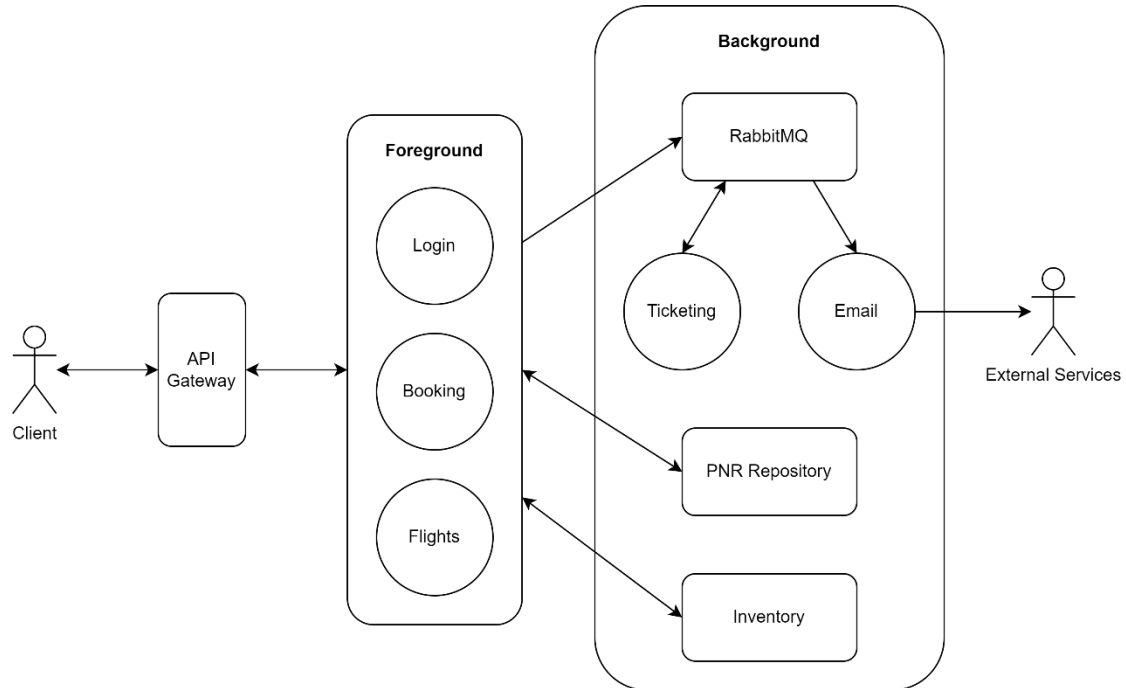 Background
RabbitMQ
Foreground
Login
Ticketing
Email
External Services
API
Gateway
Client
Booking
PNR Repository
Flights
Inventory